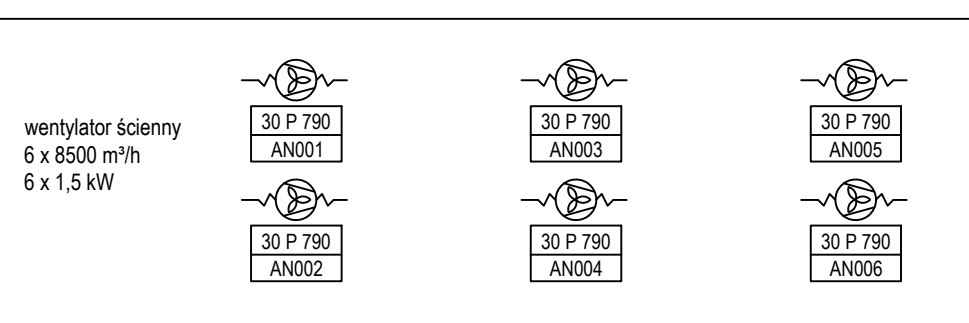 wentylator ścienny
6 x 8500 m³/h
6 x 1,5 kW
30 P 790
AN001
30 P 790
AN003
30 P 790
AN005
30 P 790
AN002
30 P 790
AN004
30 P 790
AN006